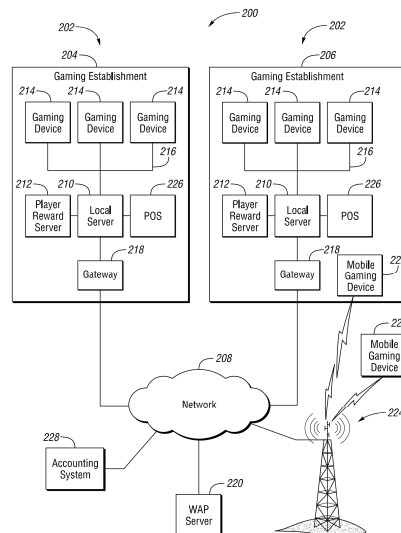 200
202
202
204
206
Gaming Establishment
Gaming Establishment
214
214
214
214
214
214
Gaming
Device
Gaming
Device
Gaming
Device
Gaming
Device
Gaming
Device
Gaming
Device
216
216
212
210
226
212
210
226
Player
Reward
Server
Local
Server
POS
Player
Reward
Server
Local
Server
POS
218
218
Gateway
Gateway
Mobile
Gaming
Device
Mobile
Gaming
Device
208
Network
224
228
Accounting
System
220
WAP
Server